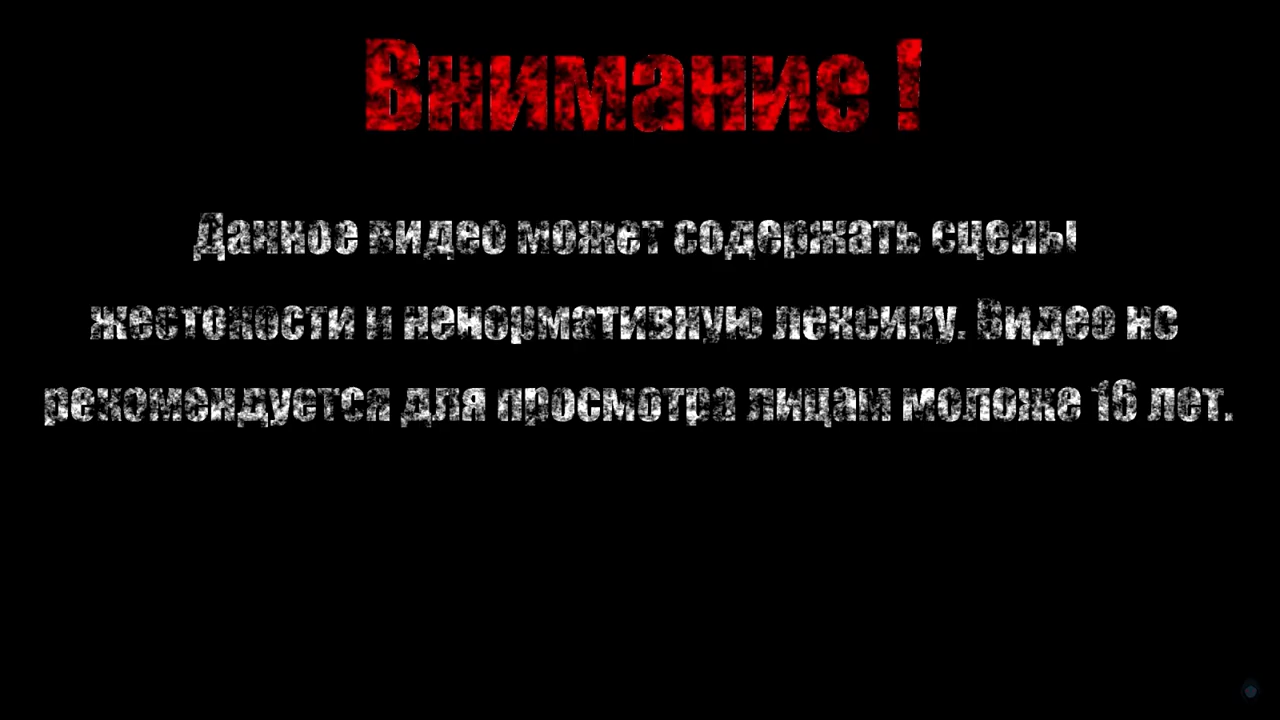 Внимание !
Данное видео может содержать сцены
жестокости и ненормативную лексику. Видео не
рекомендуется для просмотра лицам моложе 16 лет.